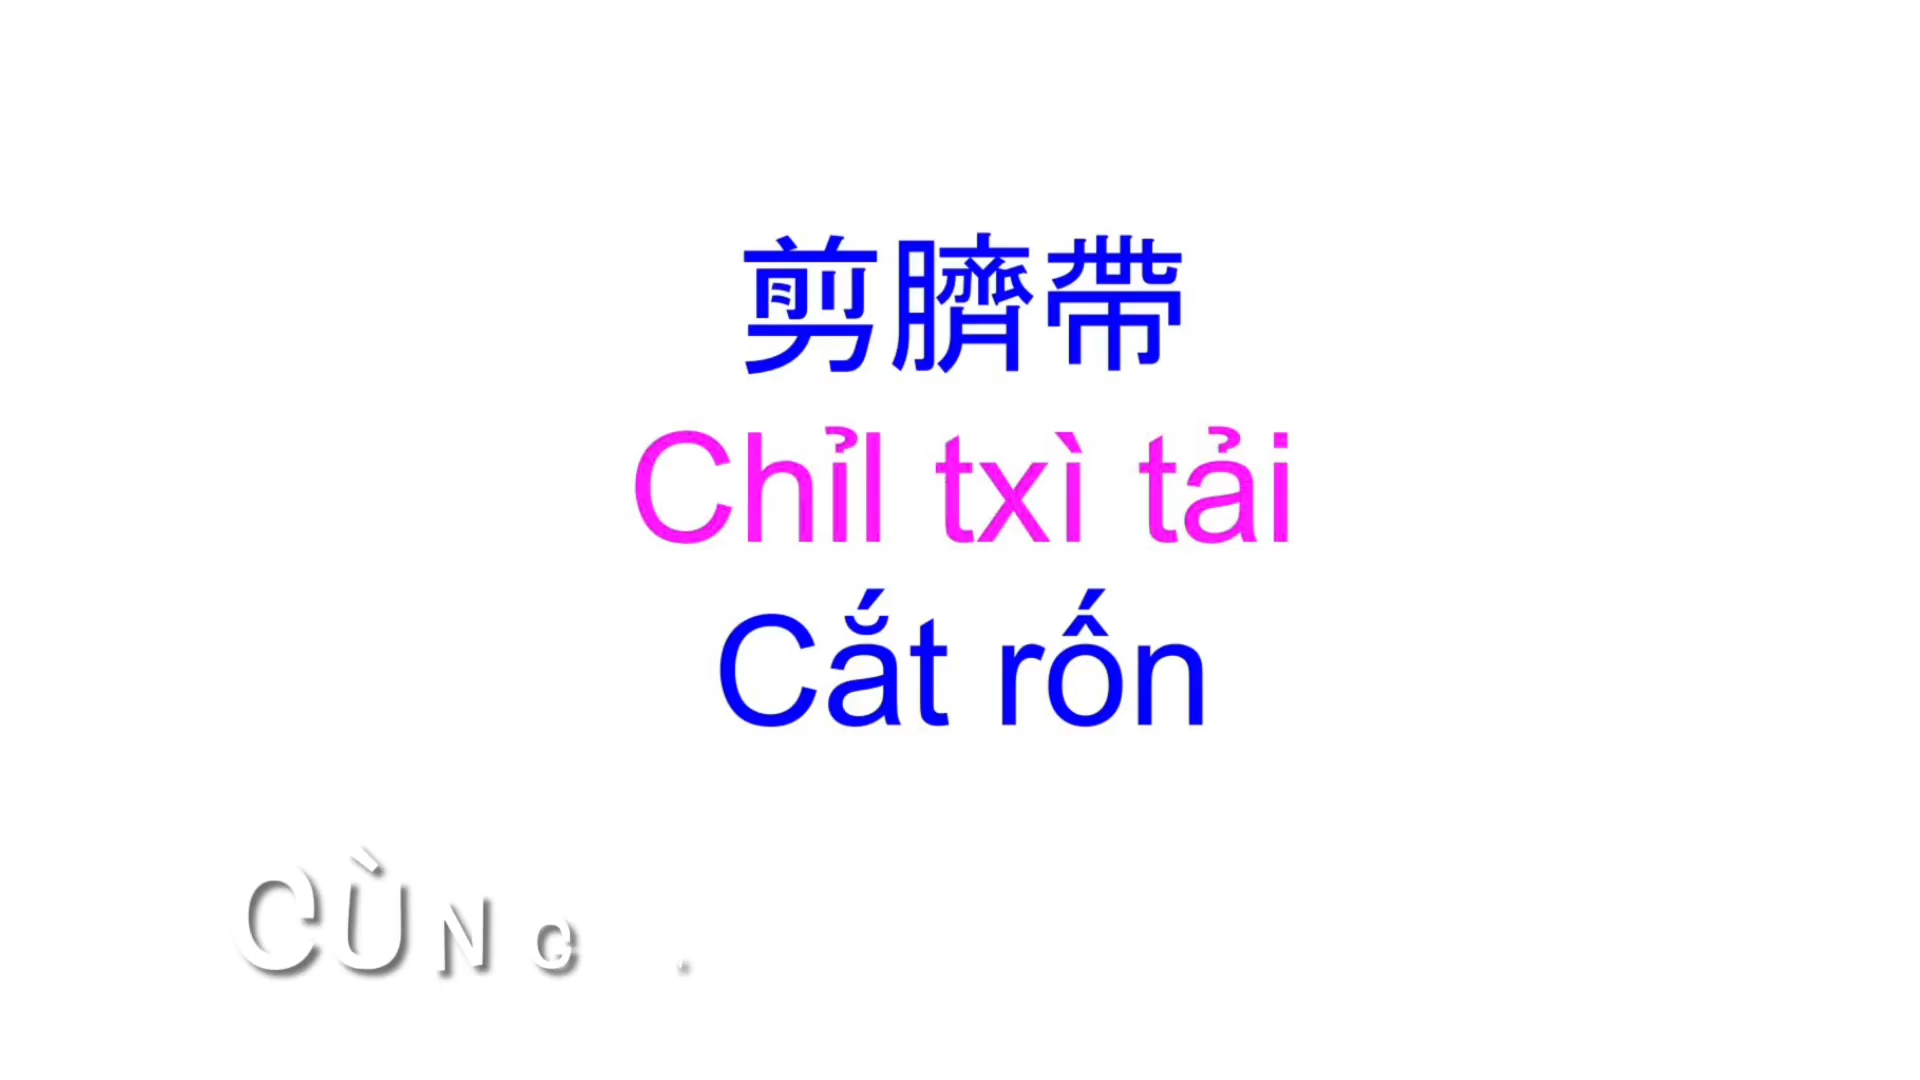 剪臍帶
Chỉl txì tải
Cắt rốn
CÙNG